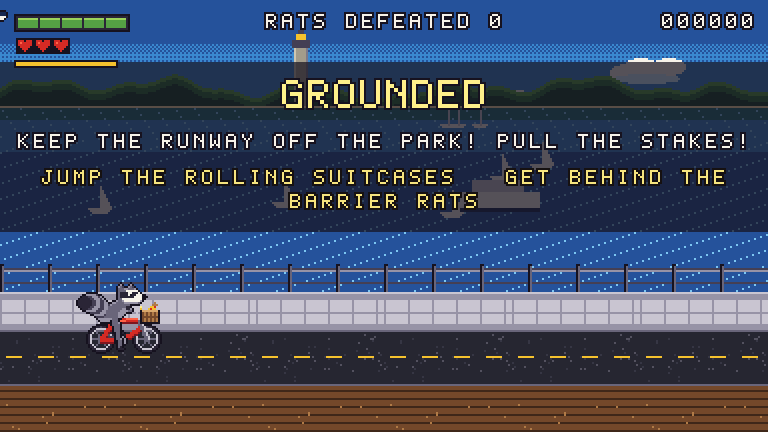 RATS DEFEATED 0
000000
GROUNDED
KEEP THE RUNWAY OFF THE PARK! PULL THE STAKES!
JUMP THE ROLLING SUITCASES GET BEHIND THE
BARRIER RATS